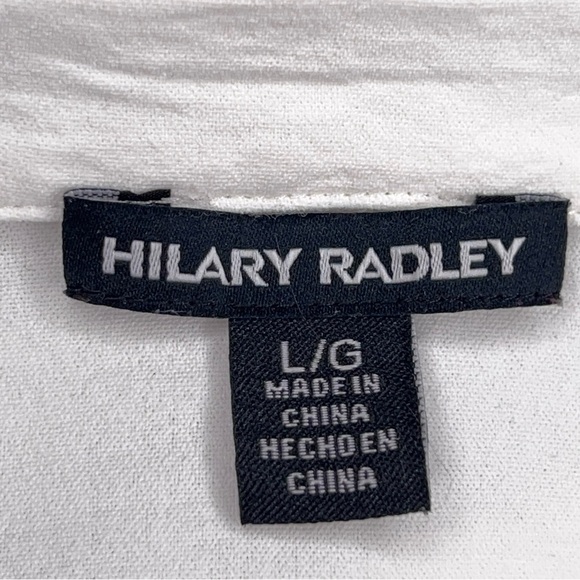 HILARY RADLEY
L/G
MADE IN
CHINA
HECHO EN
CHINA